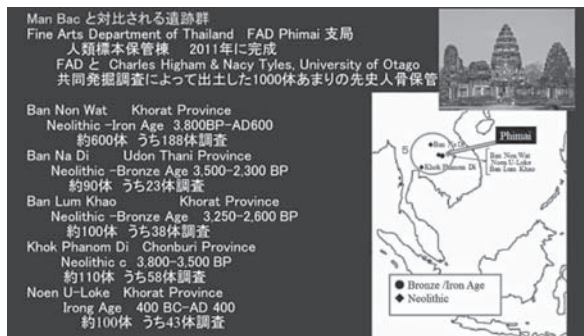 Man Bac と対比される遺跡群
Fine Arts Department of Thailand FAD Phimai 支局
人類標本保管棟 2011年に完成
FAD と Charles Higham & Nacy Tyles, University of Otago
共同発掘調査によって出土した1000体あまりの先史人骨保管
Ban Non Wat Khorat Province
Neolithic -Iron Age 3,800BP-AD600
約600体 うち188体調査
Ban Na Di Udon Thani Province
Neolithic -Bronze Age 3,500-2,300 BP
約90体 うち23体調査
Ban Lum Khao Khorat Province
Neolithic -Bronze Age 3,250-2,600 BP
約100体 うち38体調査
Khok Phanom Di Chonburi Province
Neolithic c 3,800-3,500 BP
約110体 うち58体調査
Noen U-Loke Khorat Province
Irong Age 400 BC-AD 400
約100体 うち43体調査
Phimai
Ban Na Di
5
Ban Non Wat
Noen U-Loke
Ban Lum Khao
Khok Phanom Di
Bronze /Iron Age
Neolithic